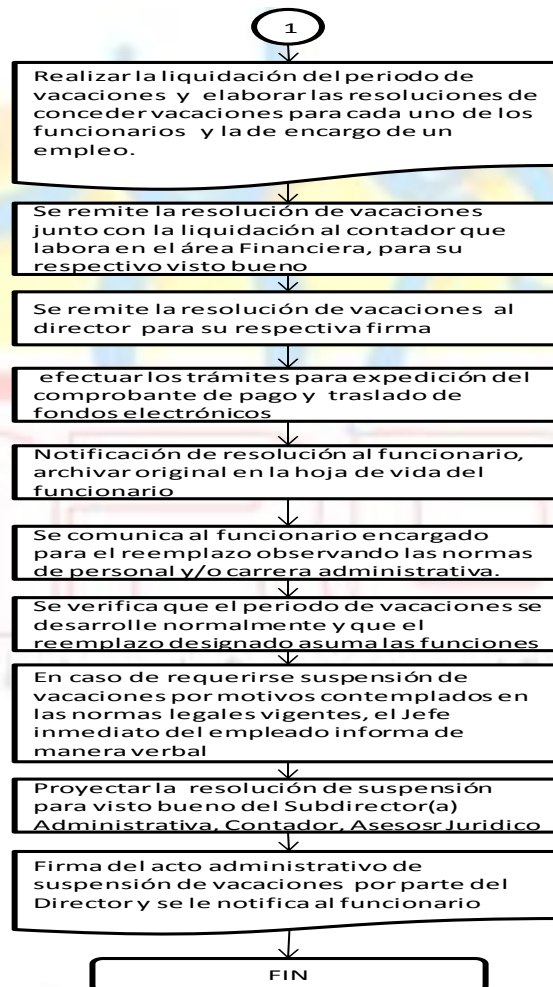 1
Realizar la liquidación del periodo de
vacaciones y elaborar las resoluciones de
conceder vacaciones para cada uno de los
funcionarios y la de encargo de un
empleo.
Se remite la resolución de vacaciones
junto con la liquidación al contador que
labora en el área Financiera, para su
respectivo visto bueno
Se remite la resolución de vacaciones al
director para su respectiva firma
efectuar los trámites para expedición del
comprobante de pago y traslado de
fondos electrónicos
Notificación de resolución al funcionario,
archivar original en la hoja de vida del
funcionario
Se comunica al funcionario encargado
para el reemplazo observando las normas
de personal y/o carrera administrativa.
Se verifica que el periodo de vacaciones se
desarrolle normalmente y que el
reemplazo designado asuma las funciones
En caso de requerirse suspensión de
vacaciones por motivos contemplados en
las normas legales vigentes, el Jefe
inmediato del empleado informa de
manera verbal
Proyectar la resolución de suspensión
para visto bueno del Subdirector(a)
Administrativa, Contador, Asesosr Juridico
Firma del acto administrativo de
suspensión de vacaciones por parte del
Director y se le notifica al funcionario
FIN